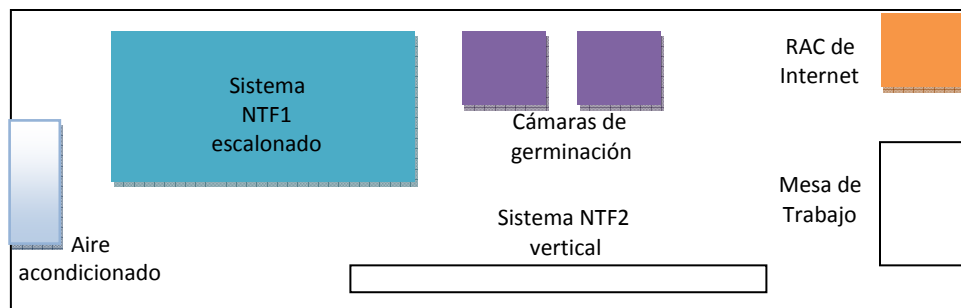 Sistema
NTF1
escalonado
Cámaras de
germinación
RAC de
Internet
Mesa de
Trabajo
Sistema NTF2
vertical
Aire
acondicionado